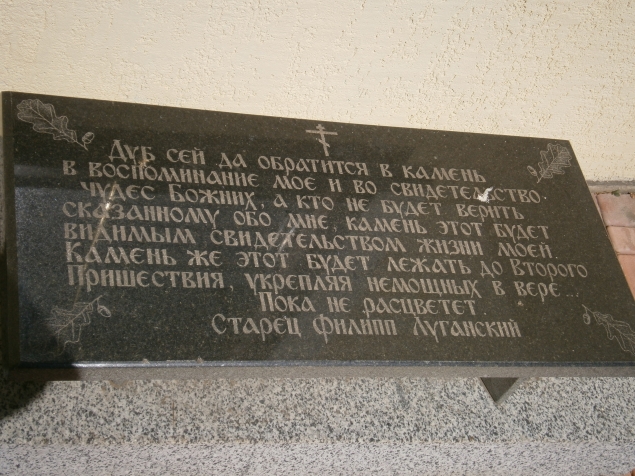 Дуб сей да обратится в камень
в воспоминание мое и во свидетельство
чудес Божиих, а кто не будет верить
сказанному обо мне, камень этот будет
видимым свидетельством жизни моей.
Камень же этот будет лежать до Второго
Пришествия, укрепляя немощных в вере...
Пока не расцветет.
Старец Филипп Луганский